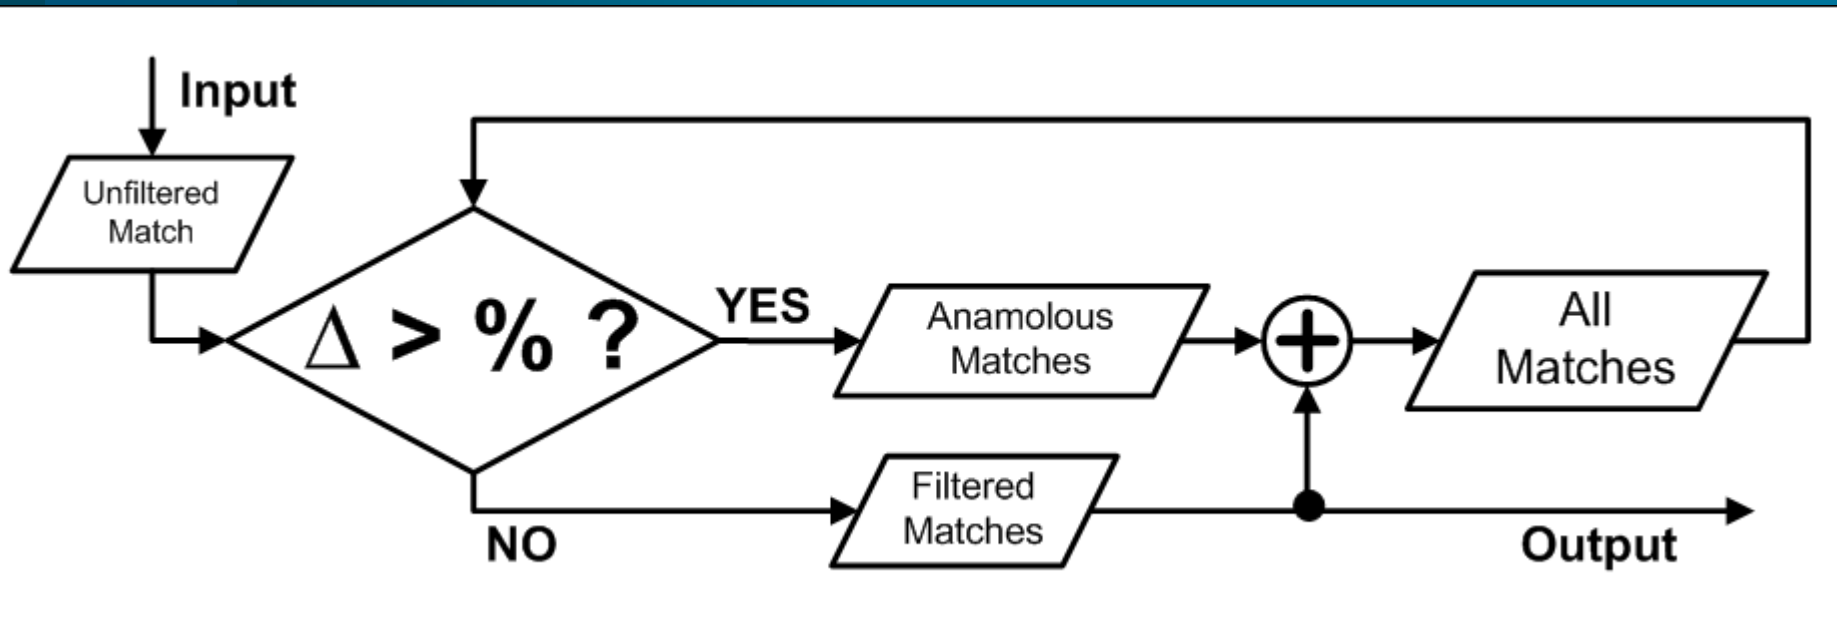 Input
Unfiltered
Match
Δ > % ?
YES
Anamolous
Matches
+
All
Matches
NO
Filtered
Matches
Output